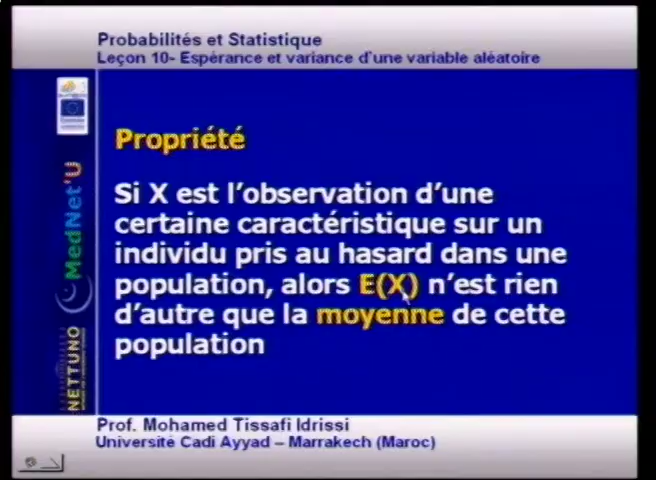 Probabilités et Statistique
Leçon 10- Espérance et variance d'une variable aléatoire
Propriété
Si X est l'observation d'une
certaine caractéristique sur un
individu pris au hasard dans une
population, alors E(X) n'est rien
d'autre que la moyenne de cette
population
MedNet'U
NETTUNO
Prof. Mohamed Tissafi Idrissi
Université Cadi Ayyad – Marrakech (Maroc)